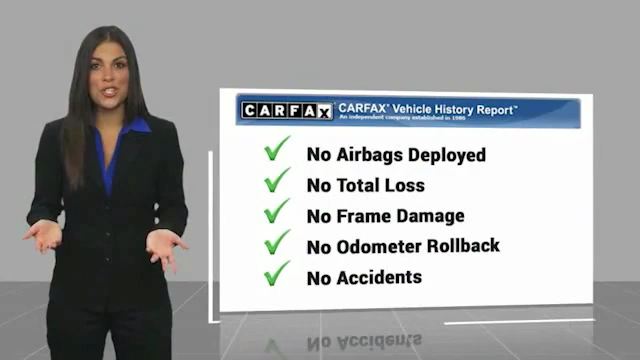 CARFAX CARFAX® Vehicle History Report™
An independent company established in 1986
No Airbags Deployed
No Total Loss
No Frame Damage
No Odometer Rollback
No Accidents
No Accidents